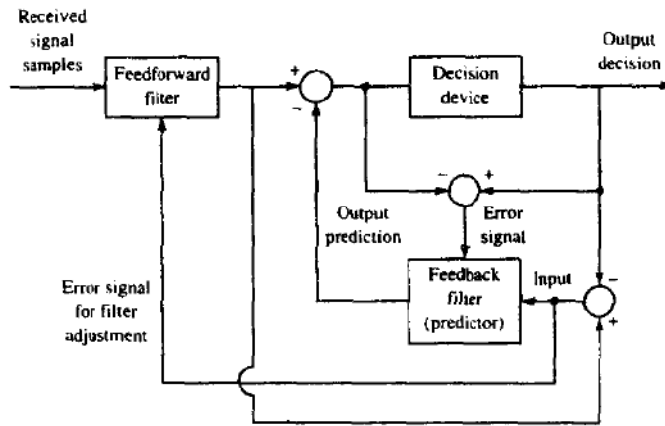 Received
signal
samples
Feedforward
filter
+
−
Decision
device
Output
decision
−
+
Output
prediction
Error
signal
Error signal
for filter
adjustment
Feedback
filter
(predictor)
Input
−
+